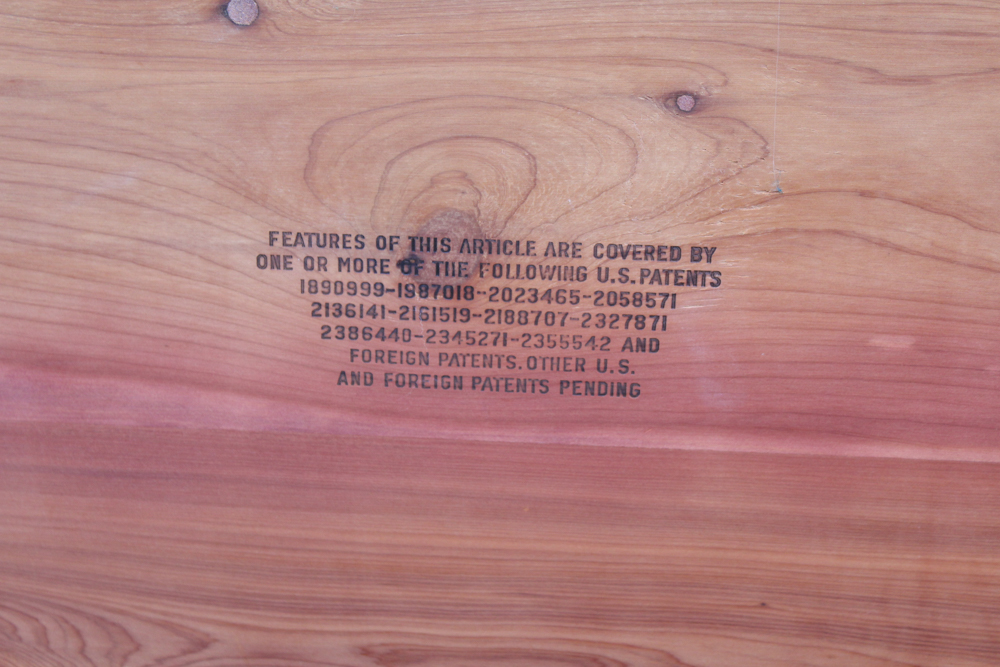 FEATURES OF THIS ARTICLE ARE COVERED BY
ONE OR MORE OF THE FOLLOWING U.S. PATENTS
1890999-1987018-2023465-2058571
2136141-2161519-2188707-2327871
2386440-2345271-2355542 AND
FOREIGN PATENTS. OTHER U.S.
AND FOREIGN PATENTS PENDING